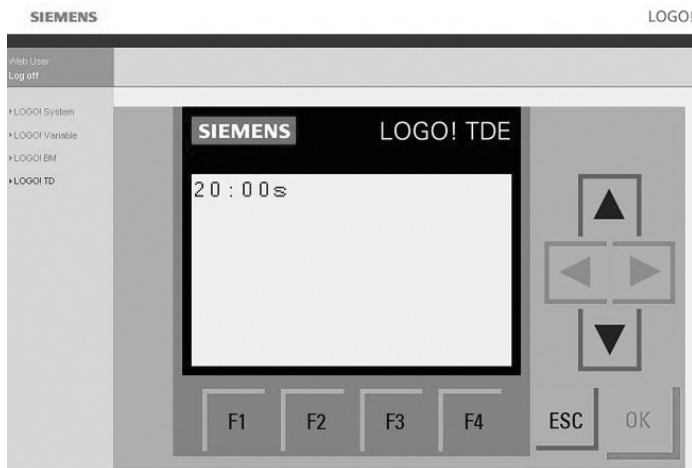 SIEMENS
LOGO!
Web User
Log off
LOGO! System
LOGO! Variable
LOGO! BM
LOGO! TD
SIEMENS LOGO! TDE
20:00s
F1 F2 F3 F4 ESC OK